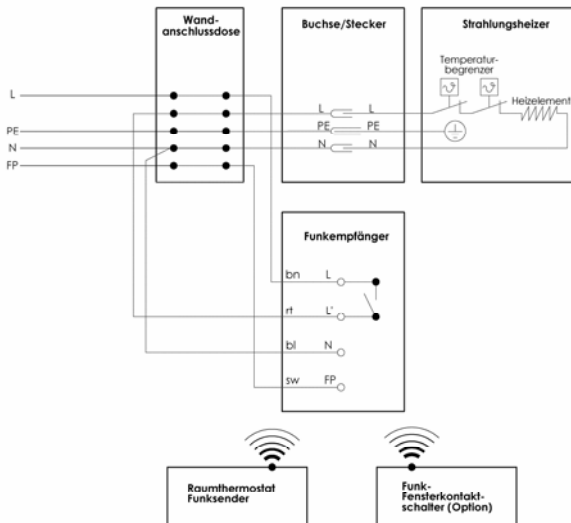 Wand-
anschlussdose
Buchse/Stecker
Strahlungsheizer
Temperatur-
begrenzer
ϑ ϑ
Heizelement
L
L L
PE
PE PE
N
N N
FP
Funkempfänger
bn L
rt L'
bl N
sw FP
Raumthermostat
Funksender
Funk-
Fensterkontakt-
schalter (Option)